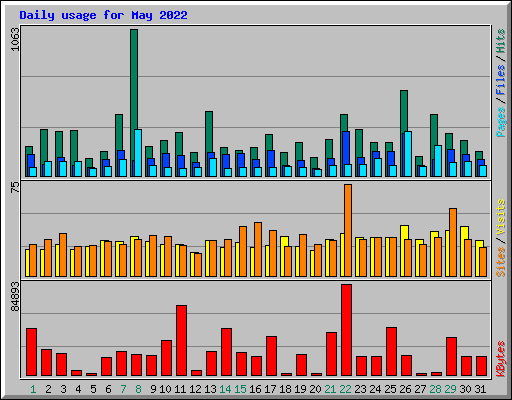 Daily usage for May 2022
1063
Pages / Files / Hits
75
Sites / Visits
84893
KBytes
1 2 3 4 5 6 7 8 9 10 11 12 13 14 15 16 17 18 19 20 21 22 23 24 25 26 27 28 29 30 31